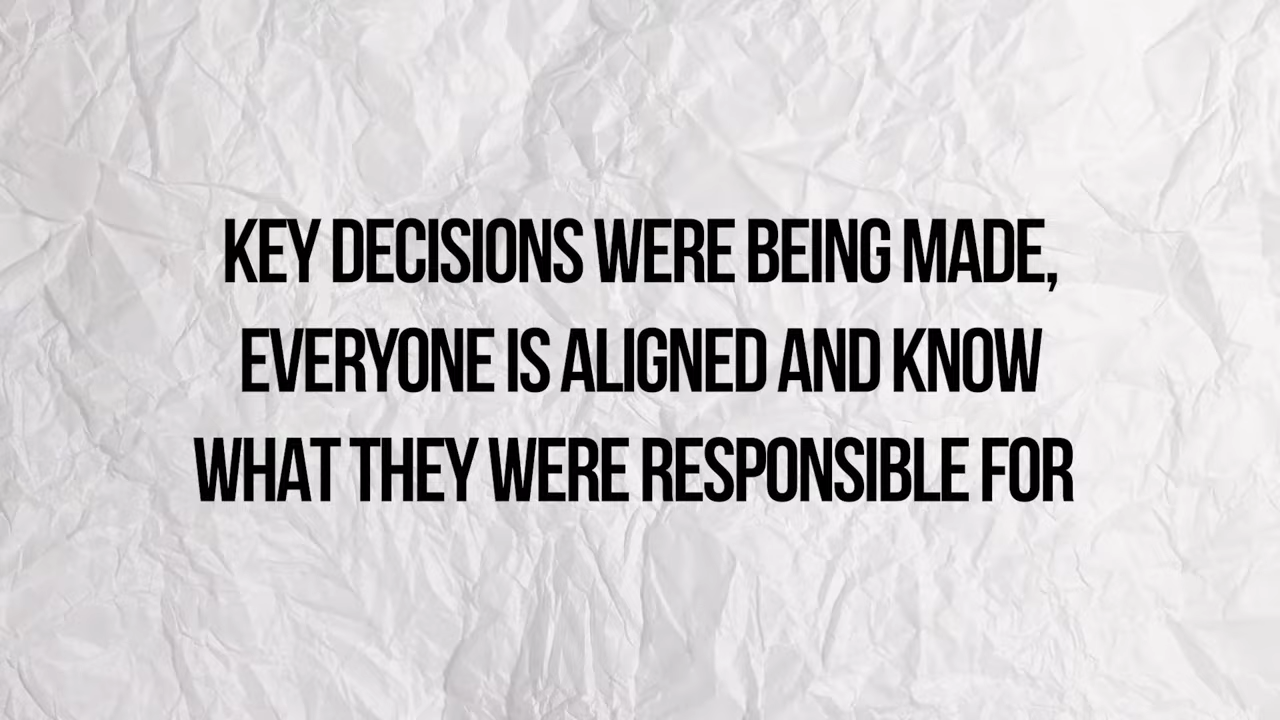 KEY DECISIONS WERE BEING MADE,
EVERYONE IS ALIGNED AND KNOW
WHAT THEY WERE RESPONSIBLE FOR